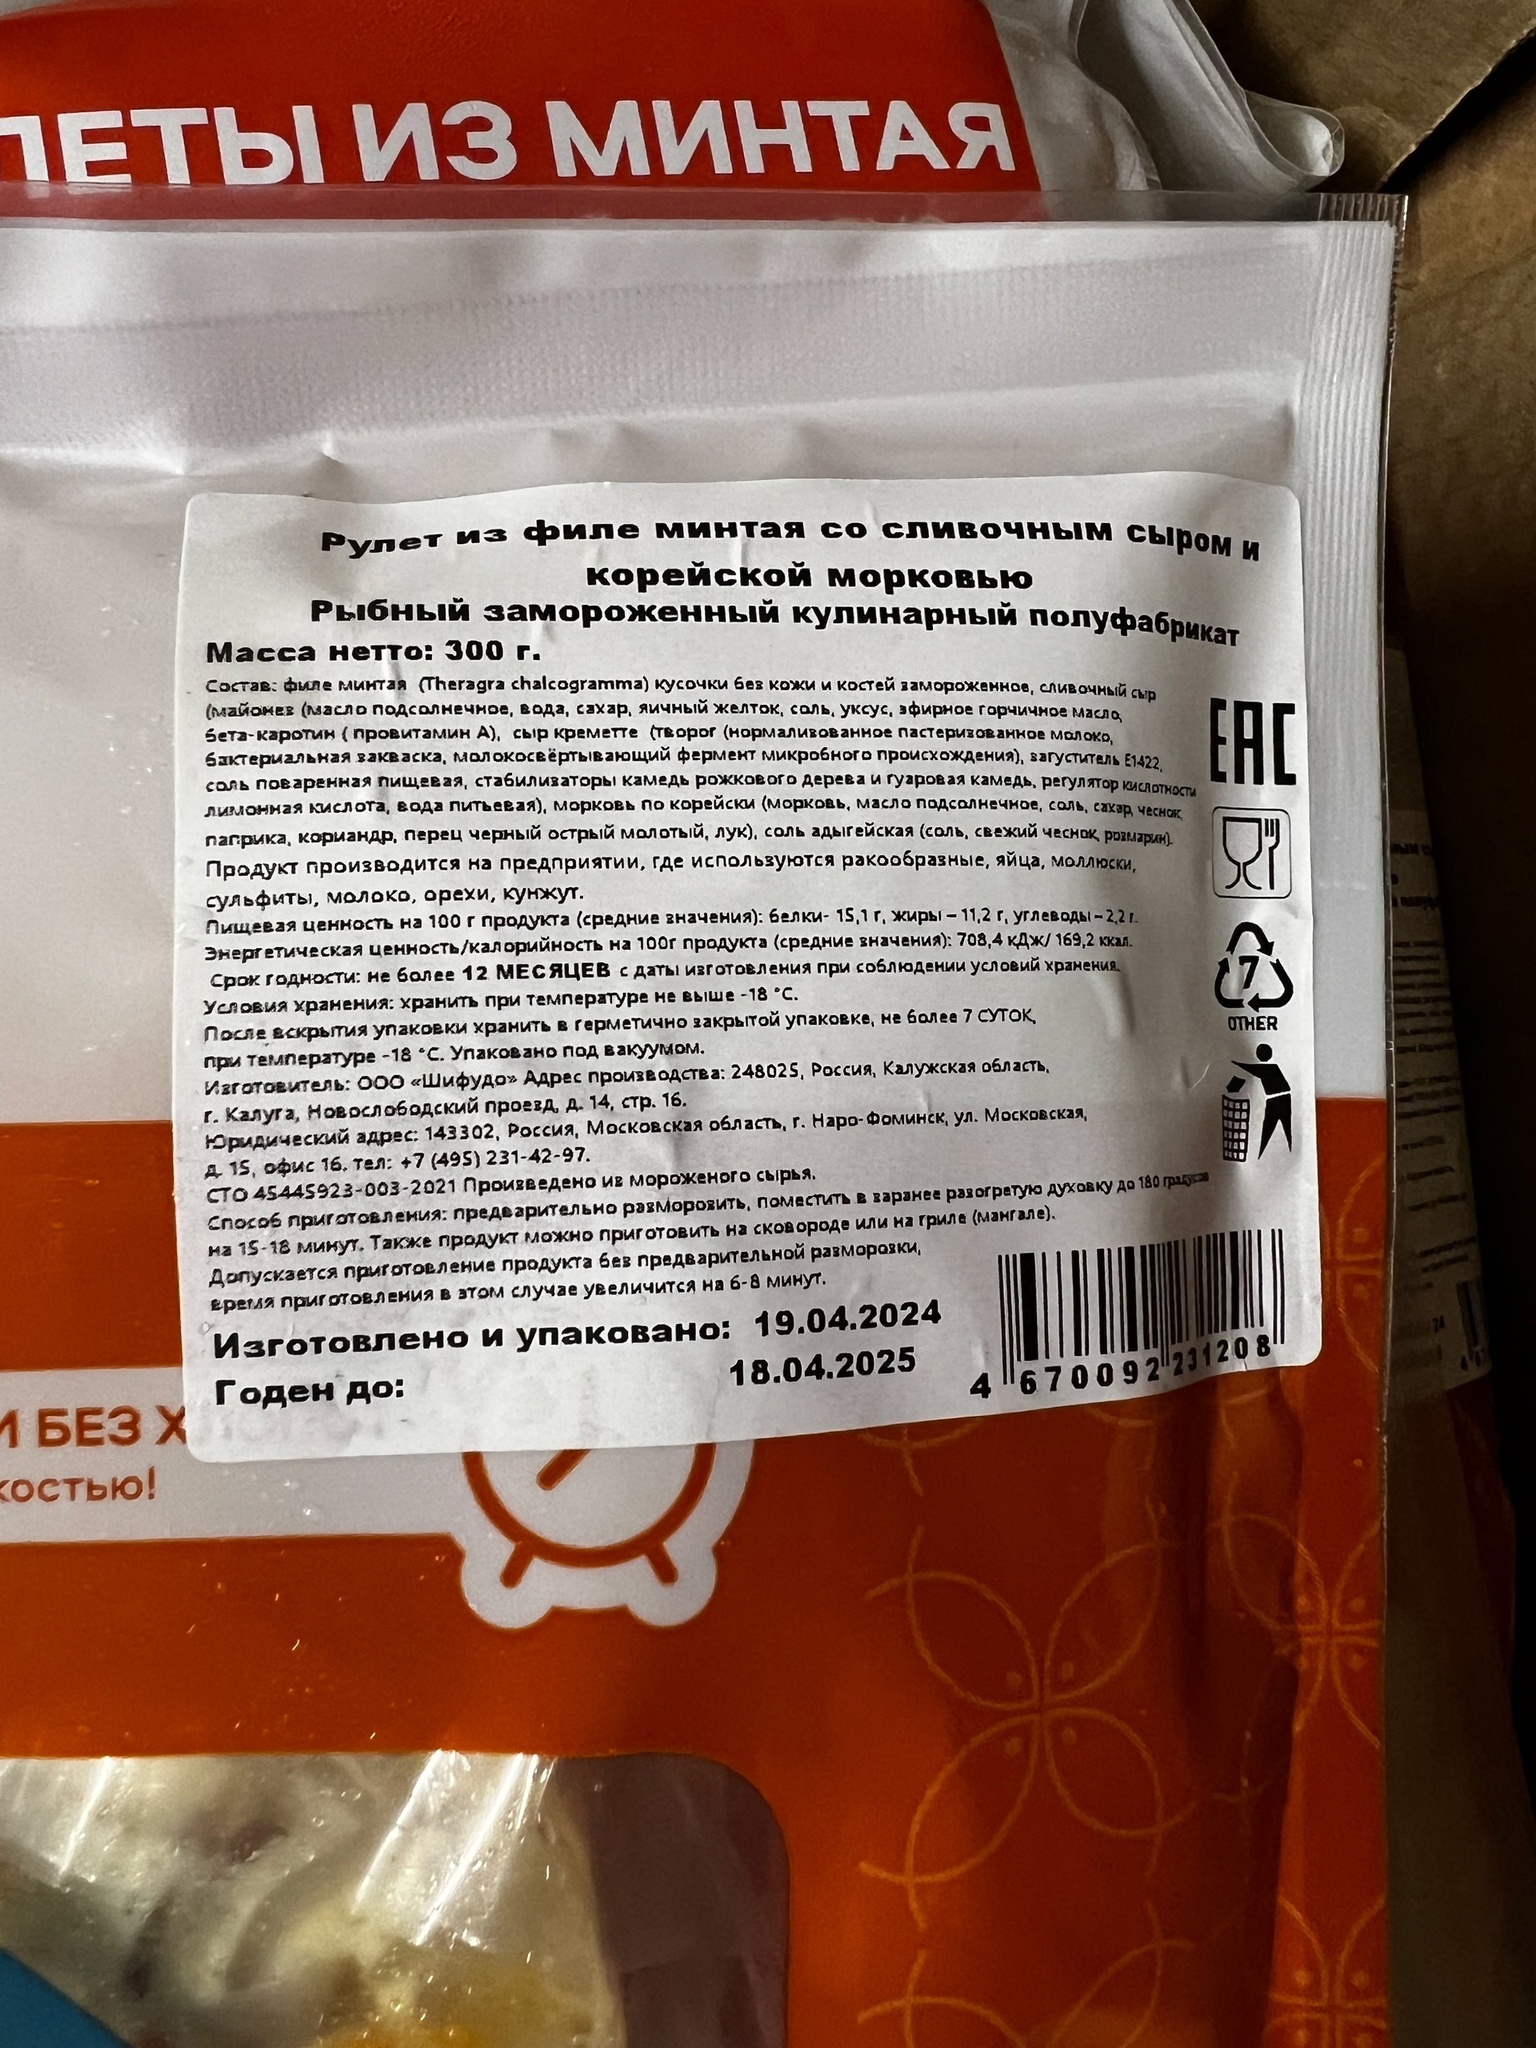 ЛЕТЫ ИЗ МИНТАЯ
Рулет из филе минтая со сливочным сыром и
корейской морковью
Рыбный замороженный кулинарный полуфабрикат
Масса нетто: 300 г.
Состав: филе минтая (Theragra chalcogramma) кусочки без кожи и костей замороженное, сливочный сыр
(майонез (масло подсолнечное, вода, сахар, яичный желток, соль, уксус, эфирное горчичное масло,
бета-каротин ( провитамин А), сыр креметте (творог (нормализованное пастеризованное молоко,
бактериальная закваска, молокосвёртывающий фермент микробного происхождения), загуститель Е1422,
соль поваренная пищевая, стабилизаторы камедь рожкового дерева и гуаровая камедь, регулятор кислотности
лимонная кислота, вода питьевая), морковь по корейски (морковь, масло подсолнечное, соль, сахар, чеснок,
паприка, кориандр, перец черный острый молотый, лук), соль адыгейская (соль, свежий чеснок, розмарин).
Продукт производится на предприятии, где используются ракообразные, яйца, моллюски,
сульфиты, молоко, орехи, кунжут.
Пищевая ценность на 100 г продукта (средние значения): белки- 15,1 г, жиры – 11,2 г, углеводы – 2,2 г.
Энергетическая ценность/калорийность на 100г продукта (средние значения): 708,4 кДж/ 169,2 ккал.
Срок годности: не более 12 МЕСЯЦЕВ с даты изготовления при соблюдении условий хранения.
Условия хранения: хранить при температуре не выше -18 °С.
После вскрытия упаковки хранить в герметично закрытой упаковке, не более 7 СУТОК,
при температуре -18 °С. Упаковано под вакуумом.
Изготовитель: ООО «Шифудо» Адрес производства: 248025, Россия, Калужская область,
г. Калуга, Новослободский проезд, д. 14, стр. 16.
Юридический адрес: 143302, Россия, Московская область, г. Наро-Фоминск, ул. Московская,
д. 15, офис 16. тел: +7 (495) 231-42-97.
СТО 45445923-003-2021 Произведено из мороженого сырья.
Способ приготовления: предварительно разморозить, поместить в заранее разогретую духовку до 180 градусов
на 15-18 минут. Также продукт можно приготовить на сковороде или на гриле (мангале).
Допускается приготовление продукта без предварительной разморозки,
время приготовления в этом случае увеличится на 6-8 минут.
Изготовлено и упаковано: 19.04.2024
Годен до: 18.04.2025
EAC
7
OTHER
4 670092 231208
И БЕЗ Х
костью!